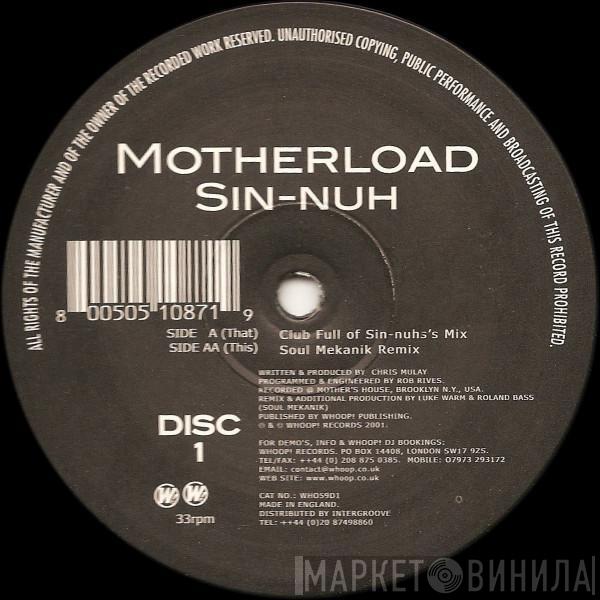 ALL RIGHTS OF THE MANUFACTURER AND OF THE OWNER OF THE RECORDED WORK RESERVED. UNAUTHORISED COPYING, PUBLIC PERFORMANCE AND BROADCASTING OF THIS RECORD PROHIBITED.
MOTHERLOAD
SIN-NUH
8 00505 10871 9
SIDE A (That) Club Full of Sin-nuhs's Mix
SIDE AA (This) Soul Mekanik Remix
WRITTEN & PRODUCED BY CHRIS MULAY
PROGRAMMED & ENGINEERED BY ROB RIVES.
RECORDED @ MOTHER'S HOUSE, BROOKLYN N.Y., USA.
REMIX & ADDITIONAL PRODUCTION BY LUKE WARM & ROLAND BASS
(SOUL MEKANIK)
PUBLISHED BY WHOOP! PUBLISHING.
℗ & © WHOOP! RECORDS 2001.
DISC
1
FOR DEMO'S, INFO & WHOOP! DJ BOOKINGS:
WHOOP! RECORDS. PO BOX 14408, LONDON SW17 9ZS.
TEL/FAX: ++44 (0) 208 875 0385. MOBILE: 07973 293172
EMAIL: contact@whoop.co.uk
WEB SITE: www.whoop.co.uk
CAT NO.: WHO59D1
MADE IN ENGLAND.
DISTRIBUTED BY INTERGROOVE
TEL: ++44 (0)20 87498860
33rpm
МАРКЕТ ВИНИЛА